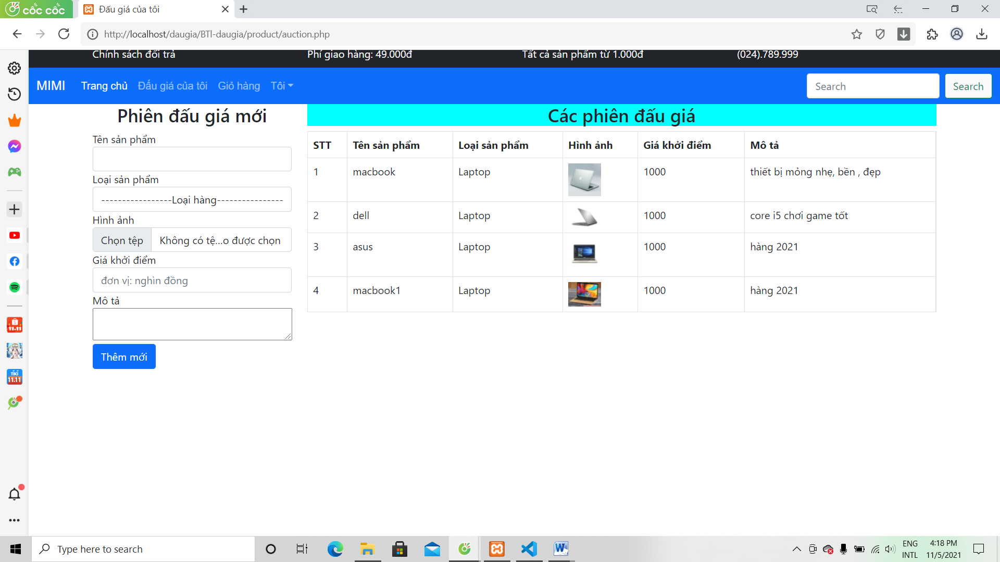 cốc cốc
Đấu giá của tôi
http://localhost/daugia/BTl-daugia/product/auction.php
Chính sách đổi trả Phí giao hàng: 49.000đ Tất cả sản phẩm từ 1.000đ (024).789.999
MIMI Trang chủ Đấu giá của tôi Giỏ hàng Tôi Search Search
Phiên đấu giá mới
Tên sản phẩm
Loại sản phẩm
-----------------Loại hàng----------------
Hình ảnh
Chọn tệp Không có tệ...o được chọn
Giá khởi điểm
đơn vị: nghìn đồng
Mô tả
Thêm mới
Các phiên đấu giá
STT Tên sản phẩm Loại sản phẩm Hình ảnh Giá khởi điểm Mô tả
1 macbook Laptop 1000 thiết bị mỏng nhẹ, bền , đẹp
2 dell Laptop 1000 core i5 chơi game tốt
3 asus Laptop 1000 hàng 2021
4 macbook1 Laptop 1000 hàng 2021
11.11
TIKI
11.11
Type here to search
ENG
INTL
4:18 PM
11/5/2021